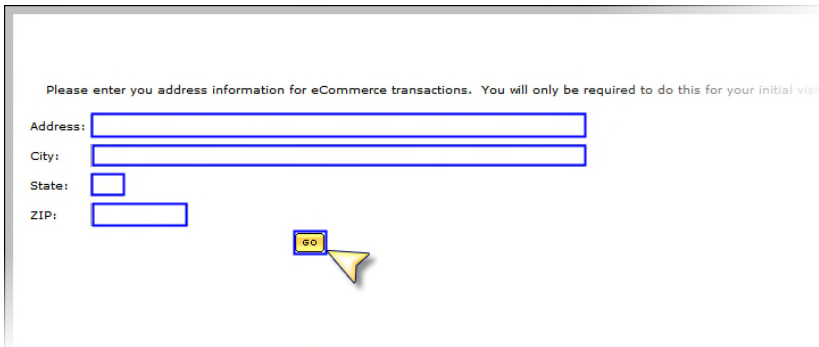 Please enter you address information for eCommerce transactions. You will only be required to do this for your initial
Address:
City:
State:
ZIP:
GO